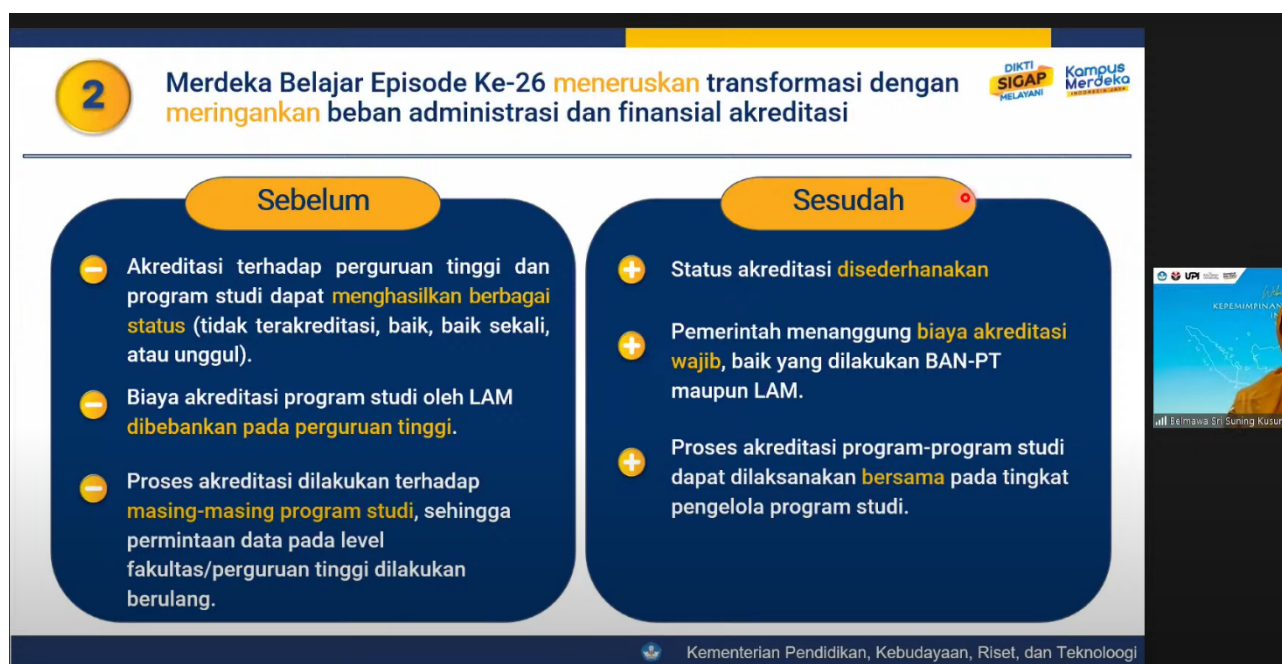 2
Merdeka Belajar Episode Ke-26 meneruskan transformasi dengan
meringankan beban administrasi dan finansial akreditasi
DIKTI
SIGAP
MELAYANI
Kampus
Merdeka
INDONESIA JAYA
Sebelum
Akreditasi terhadap perguruan tinggi dan
program studi dapat menghasilkan berbagai
status (tidak terakreditasi, baik, baik sekali,
atau unggul).
Biaya akreditasi program studi oleh LAM
dibebankan pada perguruan tinggi.
Proses akreditasi dilakukan terhadap
masing-masing program studi, sehingga
permintaan data pada level
fakultas/perguruan tinggi dilakukan
berulang.
Sesudah
Status akreditasi disederhanakan
Pemerintah menanggung biaya akreditasi
wajib, baik yang dilakukan BAN-PT
maupun LAM.
Proses akreditasi program-program studi
dapat dilaksanakan bersama pada tingkat
pengelola program studi.
UPI
KEPEMIMPINAN
Belmawa Sri Suning Kusu
Kementerian Pendidikan, Kebudayaan, Riset, dan Teknoloogi